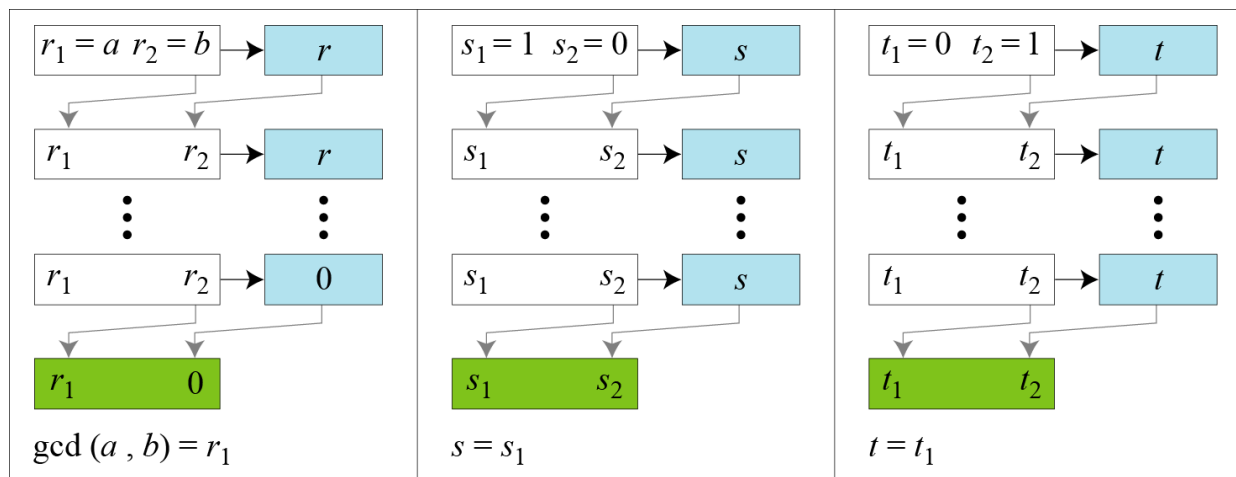 r₁ = a r₂ = b r
r₁ r₂ r
r₁ r₂ 0
r₁ 0
gcd (a , b) = r₁
s₁ = 1 s₂ = 0 s
s₁ s₂ s
s₁ s₂ s
s₁ s₂
s = s₁
t₁ = 0 t₂ = 1 t
t₁ t₂ t
t₁ t₂ t
t₁ t₂
t = t₁